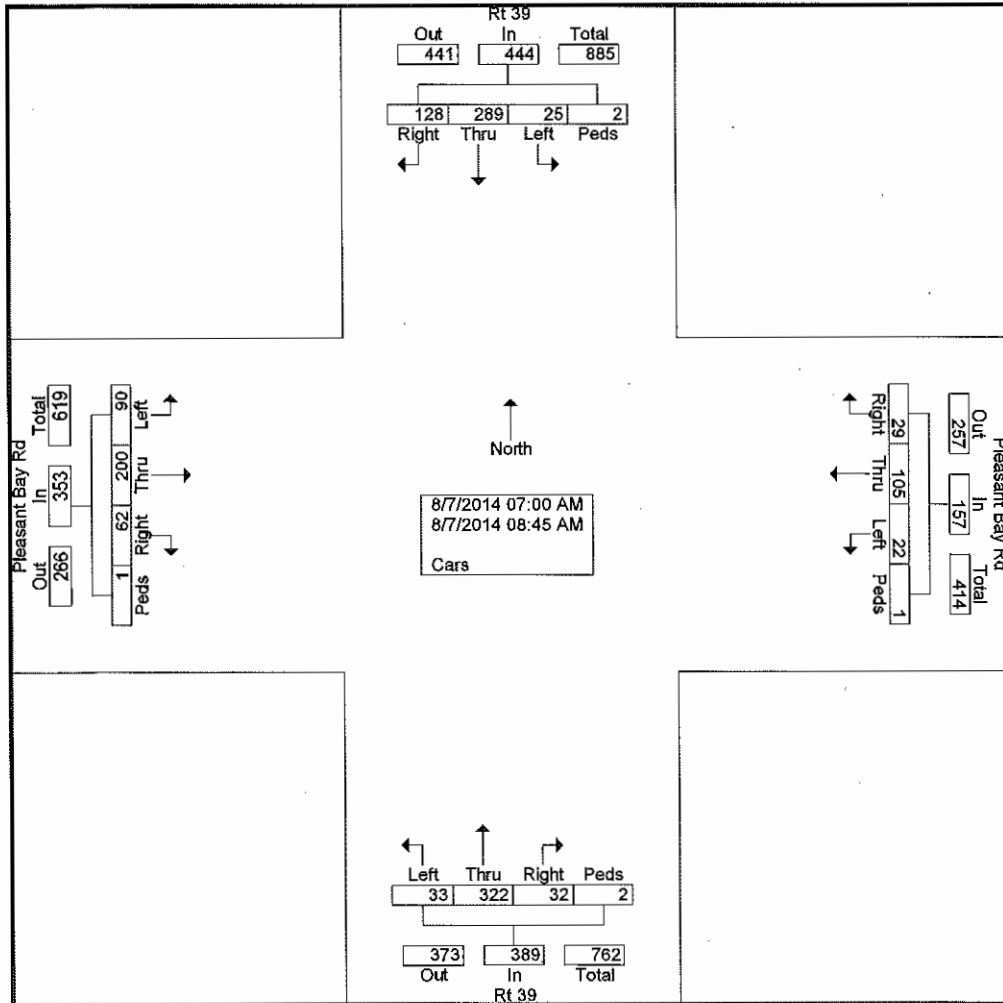 Rt 39
Out In Total
441 444 885
128 289 25 2
Right Thru Left Peds
Pleasant Bay Rd
Total In Out
619 353 266
90 200 62 1
Left Thru Right Peds
North
8/7/2014 07:00 AM
8/7/2014 08:45 AM
Cars
Right Thru Left Peds
29 105 22 1
Out In Total
257 157 414
Pleasant Bay Rd
Left Thru Right Peds
33 322 32 2
373 389 762
Out In Total
Rt 39